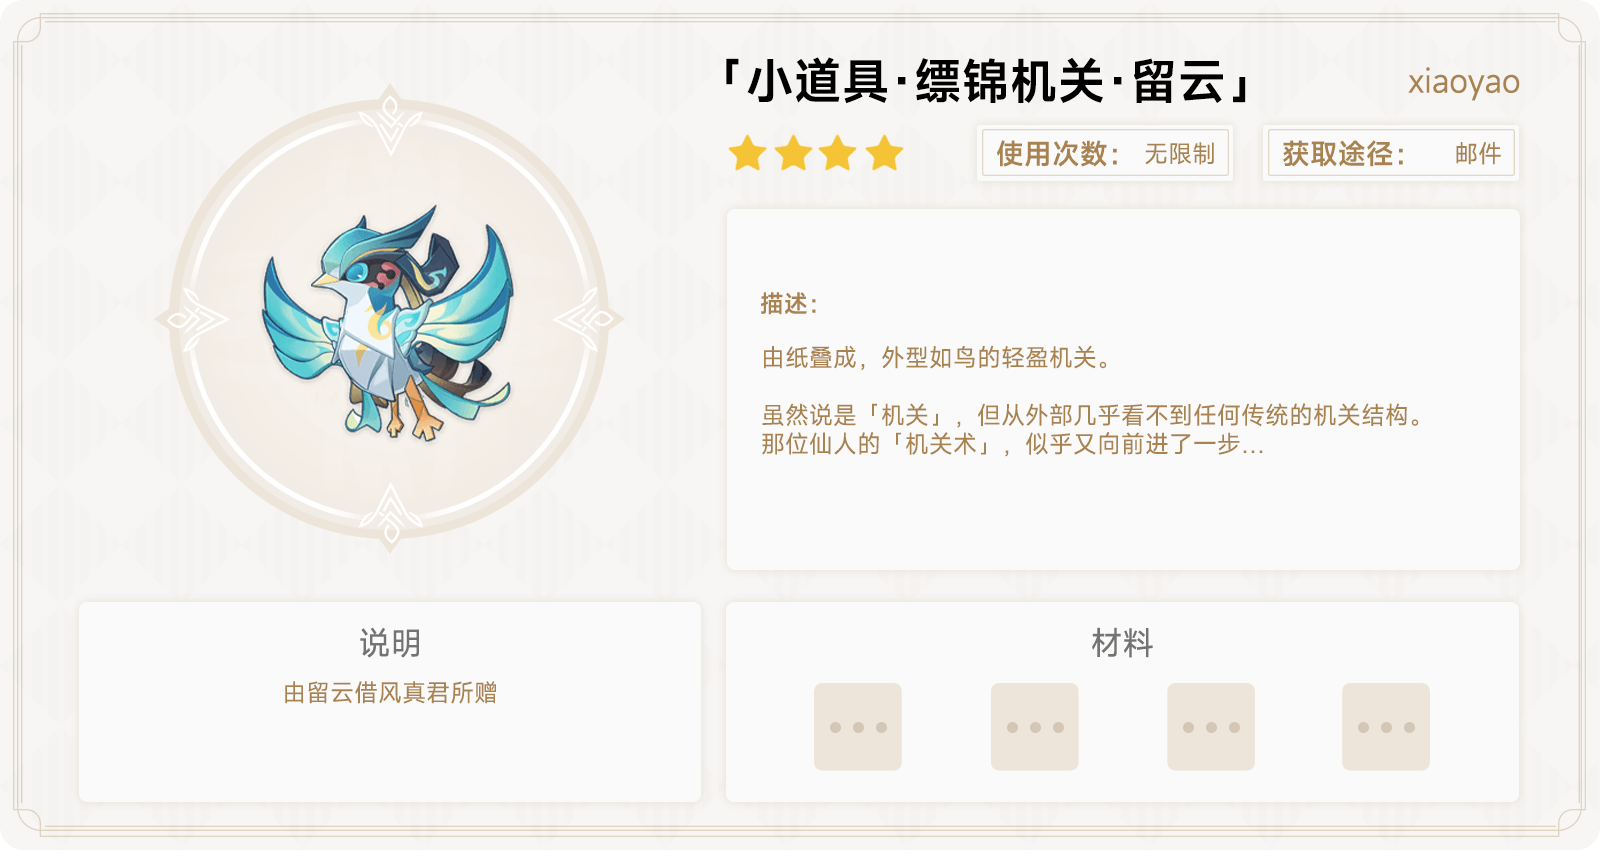 「小道具·缥锦机关·留云」
xiaoyao
使用次数： 无限制
获取途径： 邮件
描述：
由纸叠成，外型如鸟的轻盈机关。
虽然说是「机关」，但从外部几乎看不到任何传统的机关结构。
那位仙人的「机关术」，似乎又向前进了一步...
说明
由留云借风真君所赠
材料